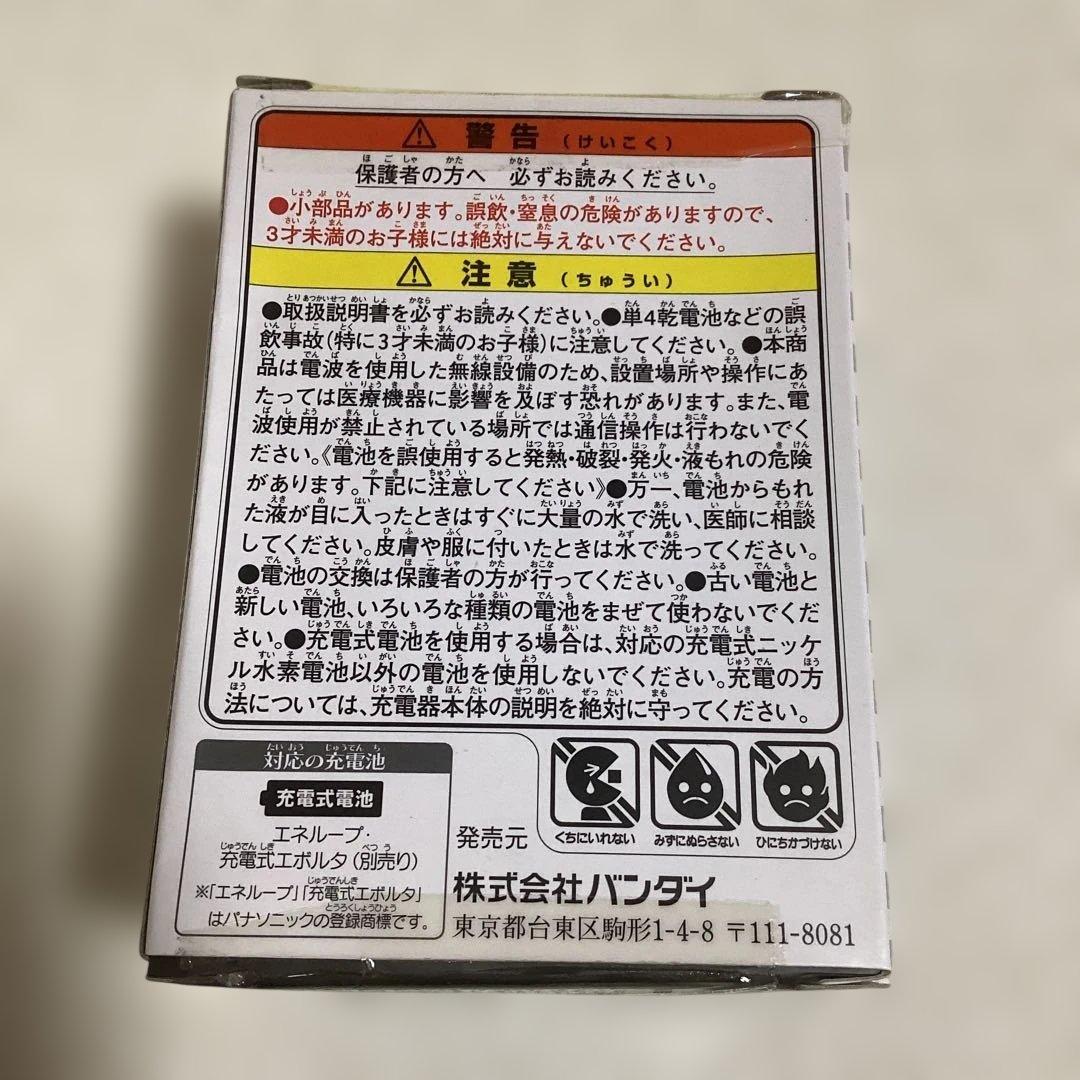 ⚠ 警告 (けいこく)
保護者の方へ 必ずお読みください。
●小部品があります。誤飲・窒息の危険がありますので、
3才未満のお子様には絶対に与えないでください。
⚠ 注意 (ちゅうい)
●取扱説明書を必ずお読みください。●単4乾電池などの誤
飲事故(特に3才未満のお子様)に注意してください。●本商
品は電波を使用した無線設備のため、設置場所や操作にあ
たっては医療機器に影響を及ぼす恐れがあります。また、電
波使用が禁止されている場所では通信操作は行わないでく
ださい。《電池を誤使用すると発熱・破裂・発火・液もれの危険
があります。下記に注意してください》●万一、電池からもれ
た液が目に入ったときはすぐに大量の水で洗い、医師に相談
してください。皮膚や服に付いたときは水で洗ってください。
●電池の交換は保護者の方が行ってください。●古い電池と
新しい電池、いろいろな種類の電池をまぜて使わないでくだ
さい。●充電式電池を使用する場合は、対応の充電式ニッケ
ル水素電池以外の電池を使用しないでください。充電の方
法については、充電器本体の説明を絶対に守ってください。
対応の充電池
充電式電池
エネループ・
充電式エボルタ(別売り)
※「エネループ」「充電式エボルタ」
はパナソニックの登録商標です。
くちにいれない
みずにぬらさない
ひにちかづけない
発売元
株式会社バンダイ
東京都台東区駒形1-4-8 〒111-8081